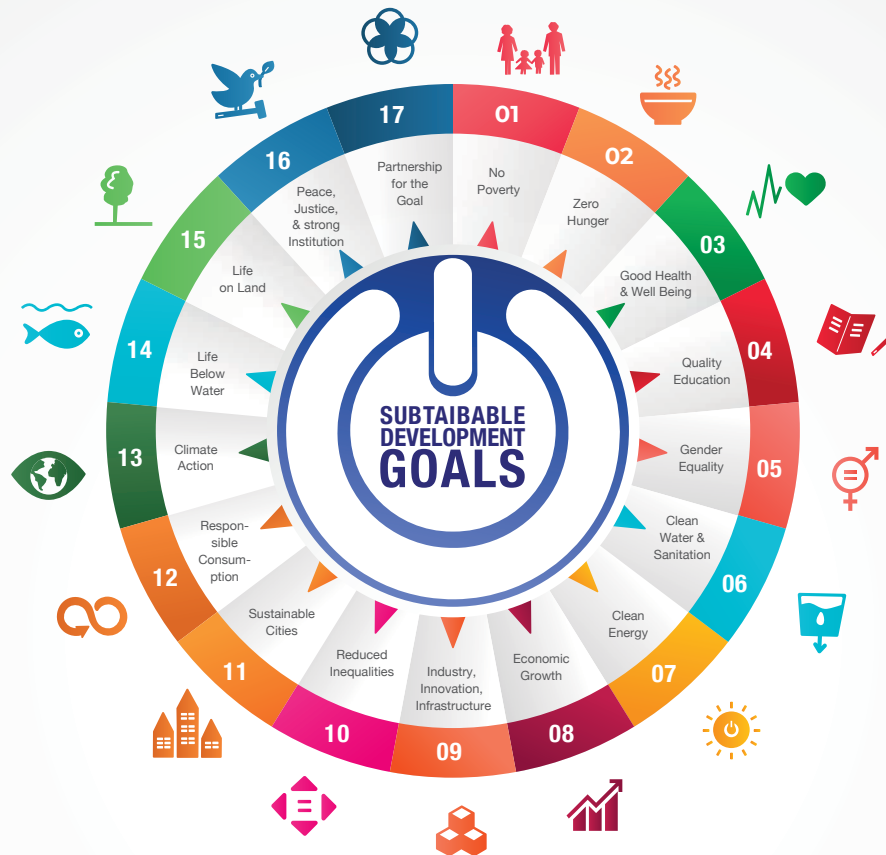 01
No
Poverty
02
Zero
Hunger
03
Good Health
& Well Being
04
Quality
Education
05
Gender
Equality
06
Clean
Water &
Sanitation
07
Clean
Energy
08
Economic
Growth
09
Industry,
Innovation,
Infrastructure
10
Reduced
Inequalities
11
Sustainable
Cities
12
Respon-
sible
Consum-
ption
13
Climate
Action
14
Life
Below
Water
15
Life
on Land
16
Peace,
Justice,
& strong
Institution
17
Partnership
for the
Goal
SUBTAIBABLE
DEVELOPMENT
GOALS